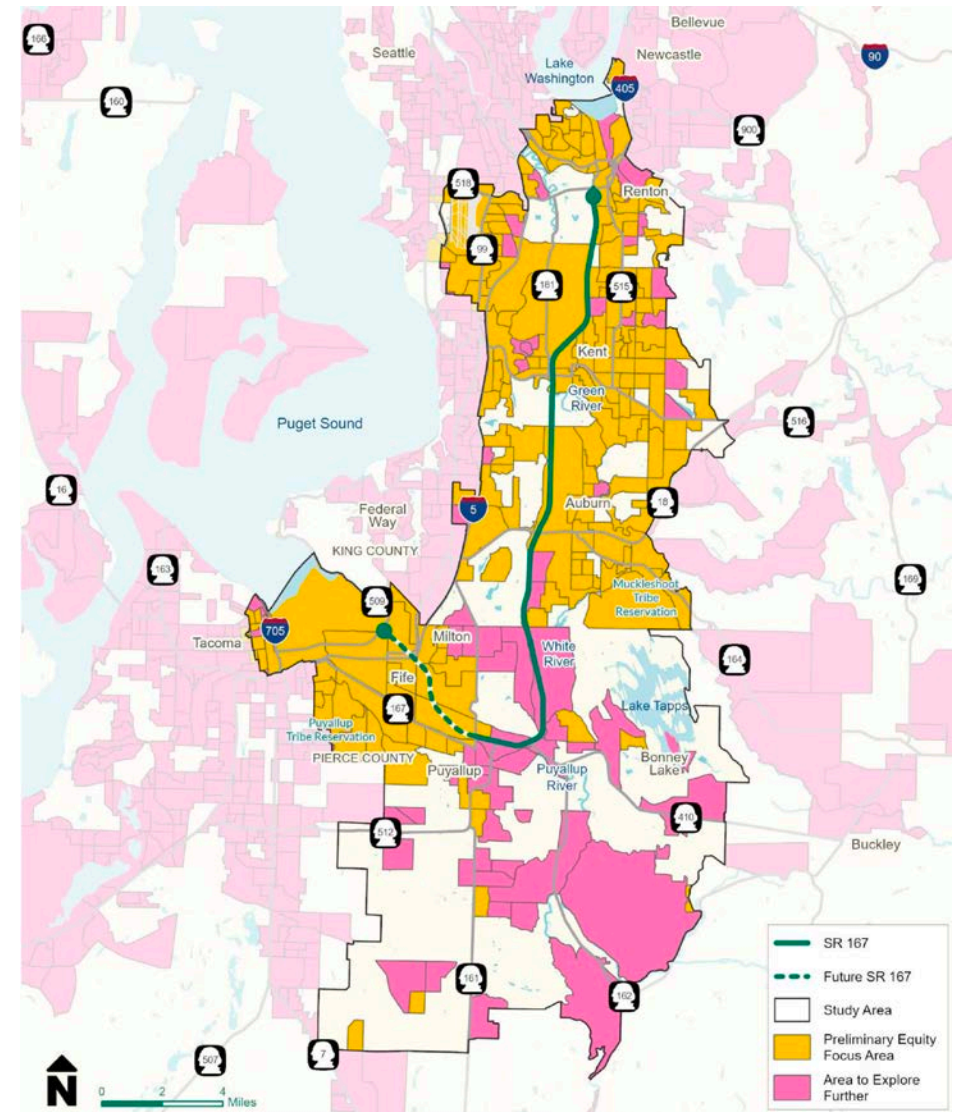 166
Bellevue
Seattle
Newcastle
90
Lake
Washington
405
160
900
518
Renton
99
181
515
Kent
Green
River
Puget Sound
516
16
5
Auburn
18
Federal
Way
KING COUNTY
163
169
Muckleshoot
Tribe
Reservation
509
705
Tacoma
Milton
White
River
164
Fife
Lake Tapps
167
Puyallup
Tribe Reservation
PIERCE COUNTY
Bonney
Lake
Puyallup
Puyallup
River
410
512
Buckley
161
162
507
7
N
0
2
4
Miles
SR 167
Future SR 167
Study Area
Preliminary Equity
Focus Area
Area to Explore
Further